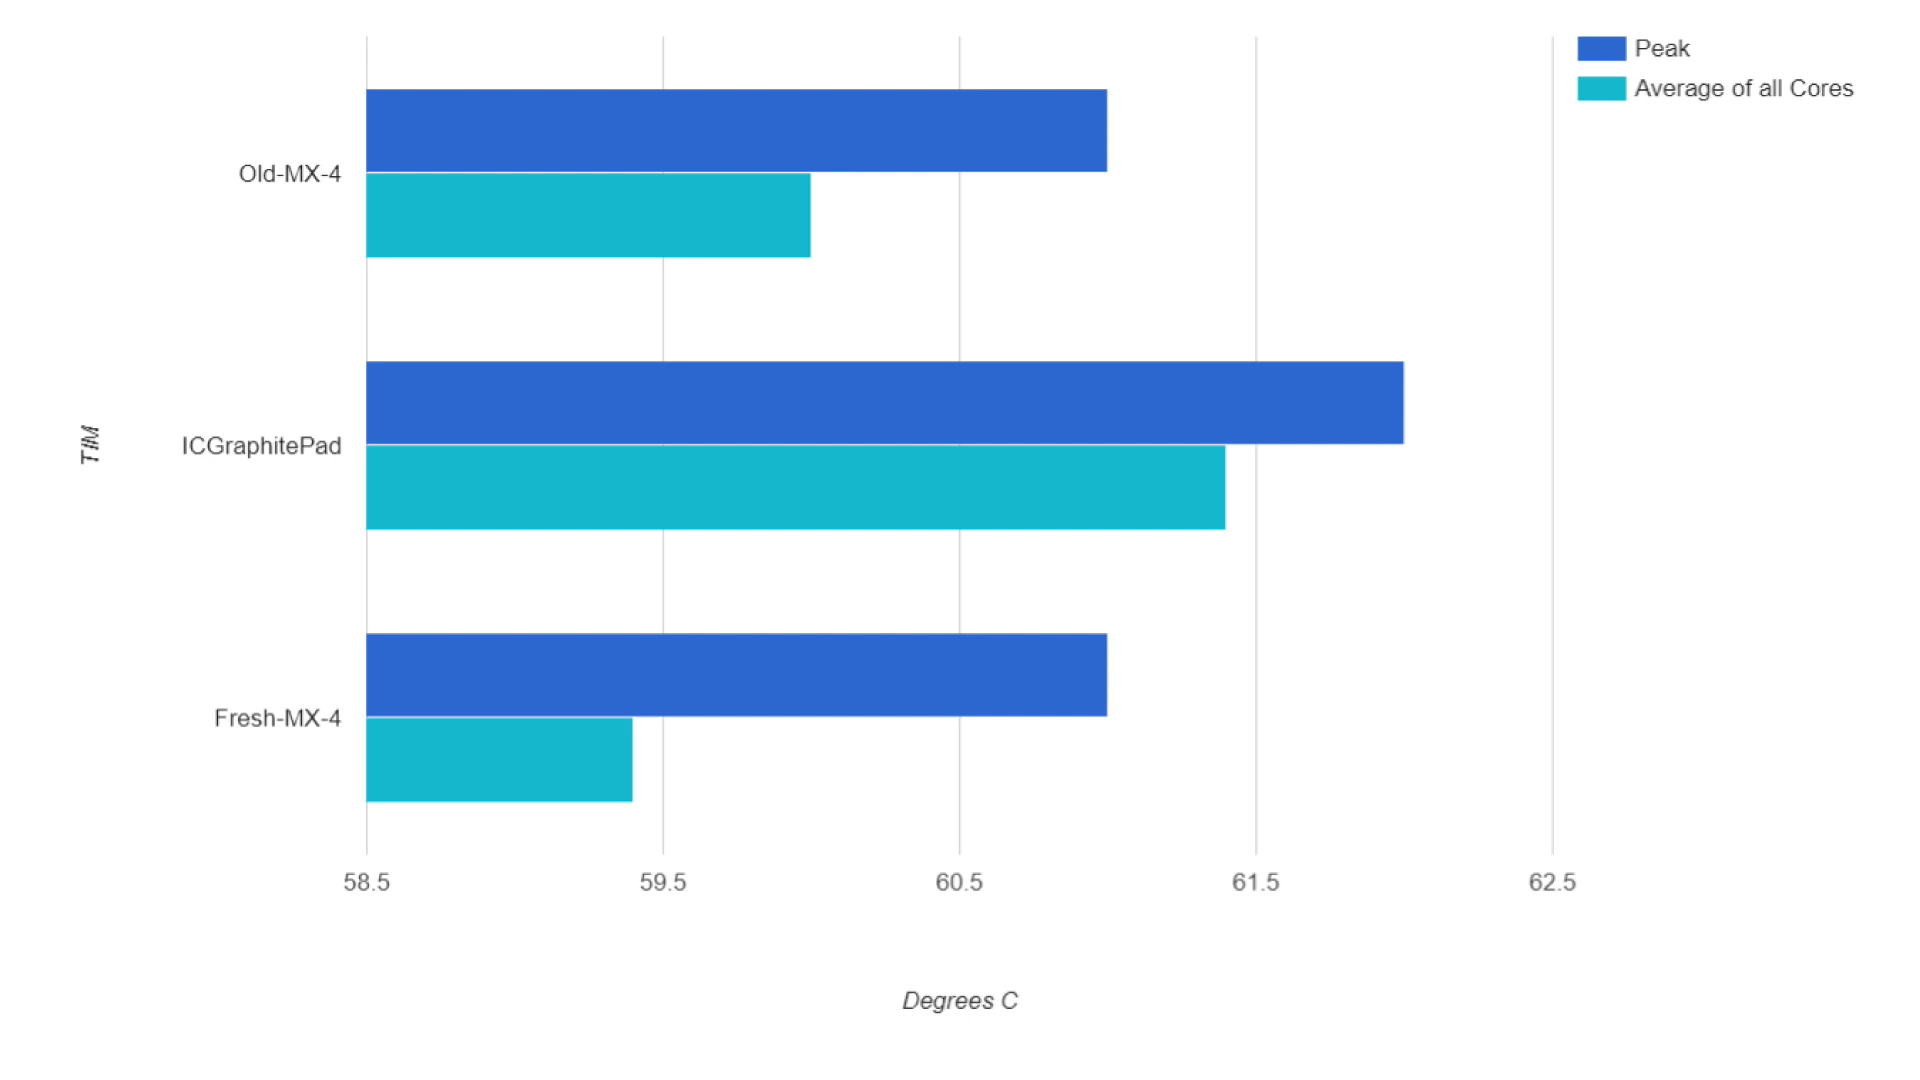 Peak
Average of all Cores
Old-MX-4
ICGraphitePad
Fresh-MX-4
TIM
58.5 59.5 60.5 61.5 62.5
Degrees C